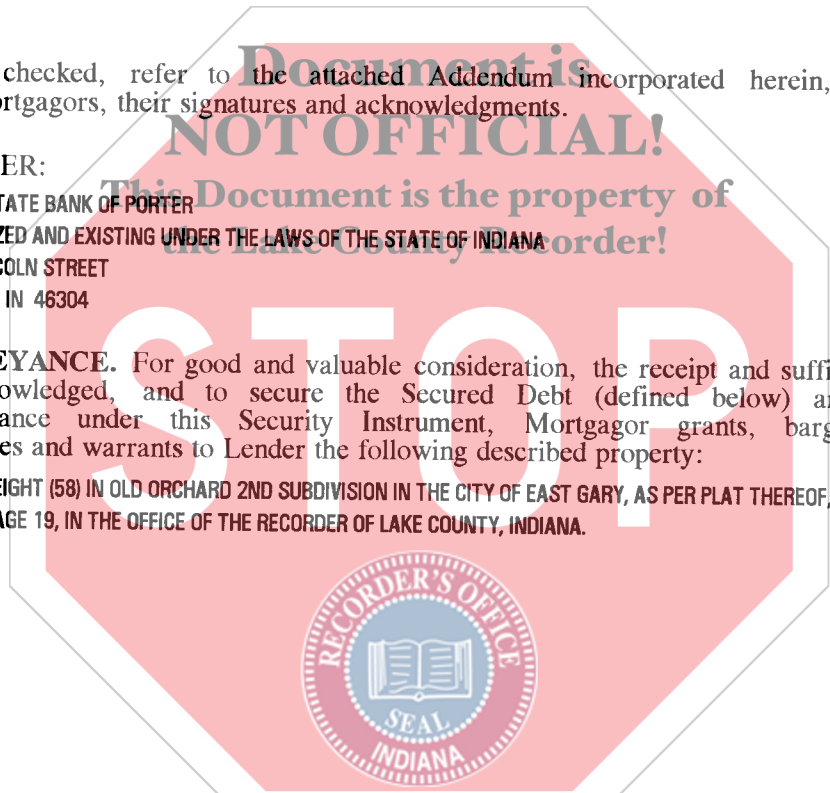 checked, refer to the attached Addendum incorporated herein,
rtgagors, their signatures and acknowledgments.
Document is
NOT OFFICIAL!
This Document is the property of
the Lake County Recorder!
ER:
TATE BANK OF PORTER
ZED AND EXISTING UNDER THE LAWS OF THE STATE OF INDIANA
COLN STREET
IN 46304
STOP
EYANCE. For good and valuable consideration, the receipt and suffi
owledged, and to secure the Secured Debt (defined below) a
ance under this Security Instrument, Mortgagor grants, barg
es and warrants to Lender the following described property:
EIGHT (58) IN OLD ORCHARD 2ND SUBDIVISION IN THE CITY OF EAST GARY, AS PER PLAT THEREOF,
AGE 19, IN THE OFFICE OF THE RECORDER OF LAKE COUNTY, INDIANA.
RECORDER'S OFFICE
SEAL
INDIANA